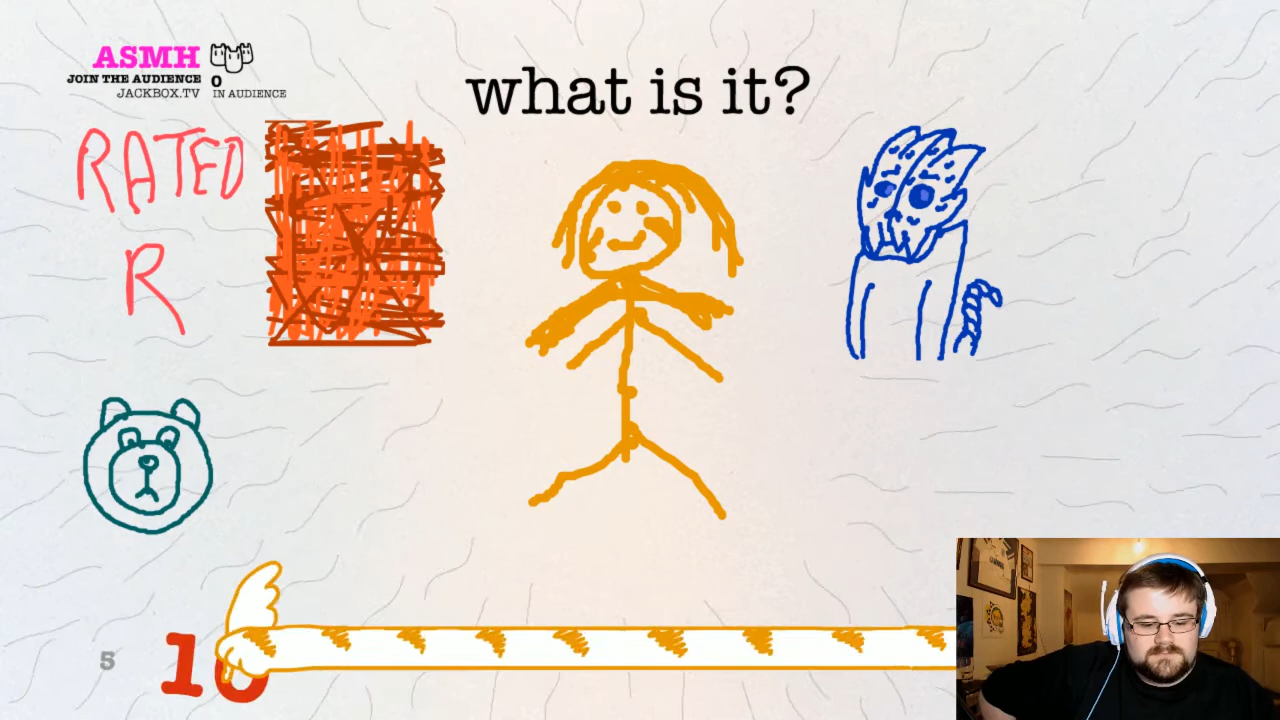 ASMH
JOIN THE AUDIENCE
JACKBOX.TV
0
IN AUDIENCE
what is it?
RATED
R
5
10